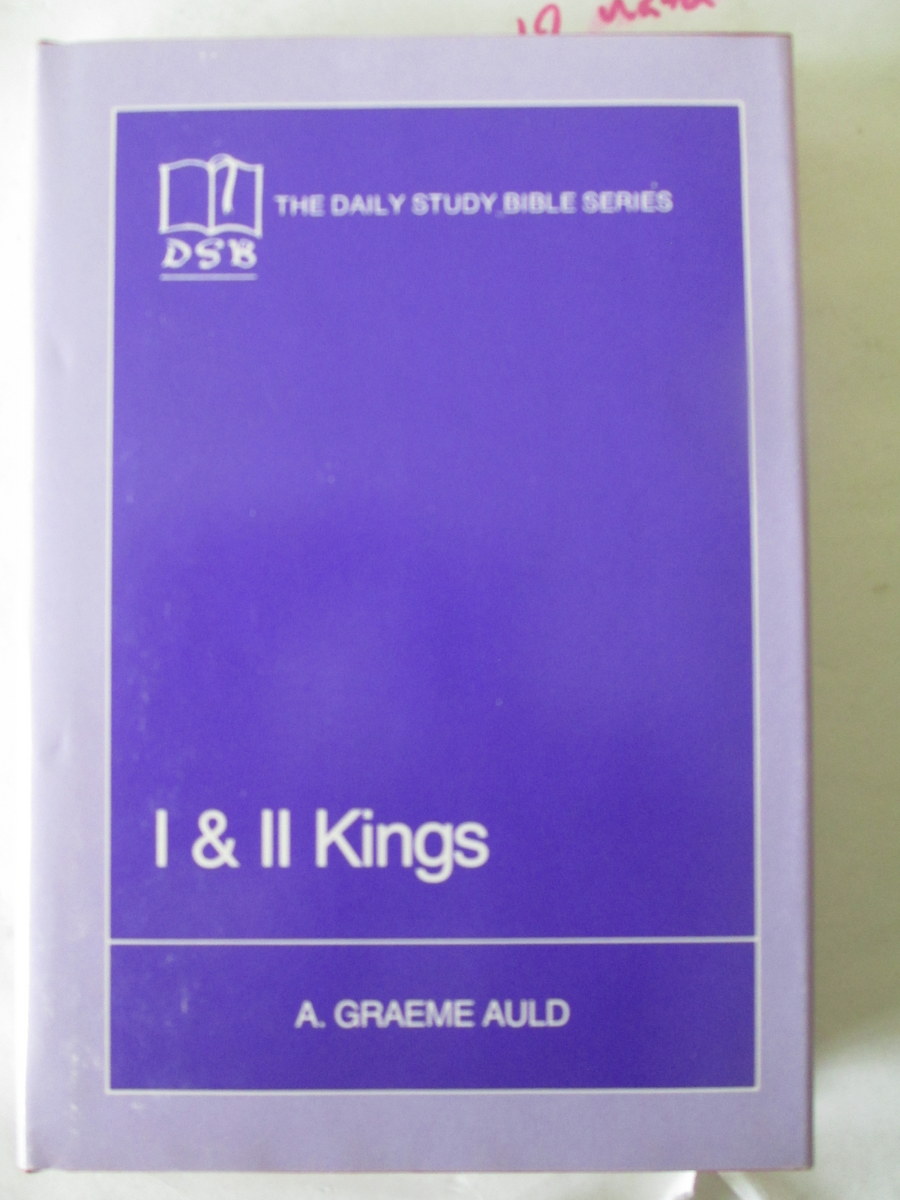 THE DAILY STUDY BIBLE SERIES
DSB
I & II Kings
A. GRAEME AULD